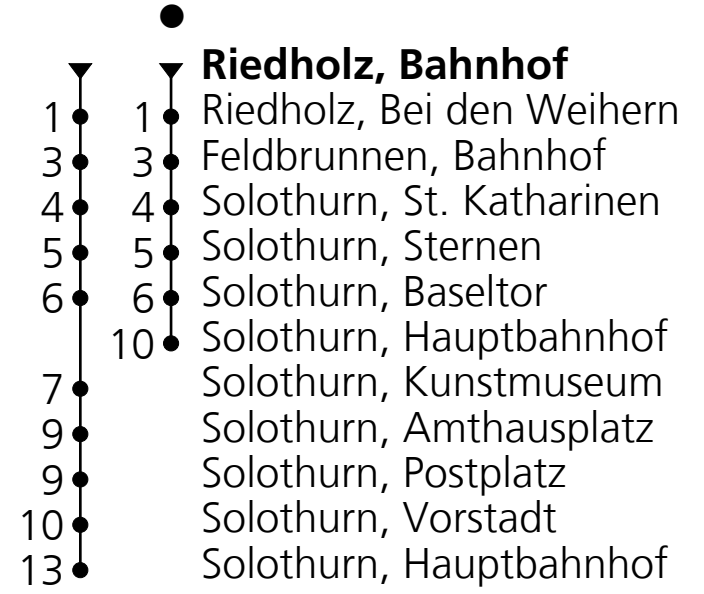 Riedholz, Bahnhof
1 1 Riedholz, Bei den Weihern
3 3 Feldbrunnen, Bahnhof
4 4 Solothurn, St. Katharinen
5 5 Solothurn, Sternen
6 6 Solothurn, Baseltor
10 Solothurn, Hauptbahnhof
7 Solothurn, Kunstmuseum
9 Solothurn, Amthausplatz
9 Solothurn, Postplatz
10 Solothurn, Vorstadt
13 Solothurn, Hauptbahnhof